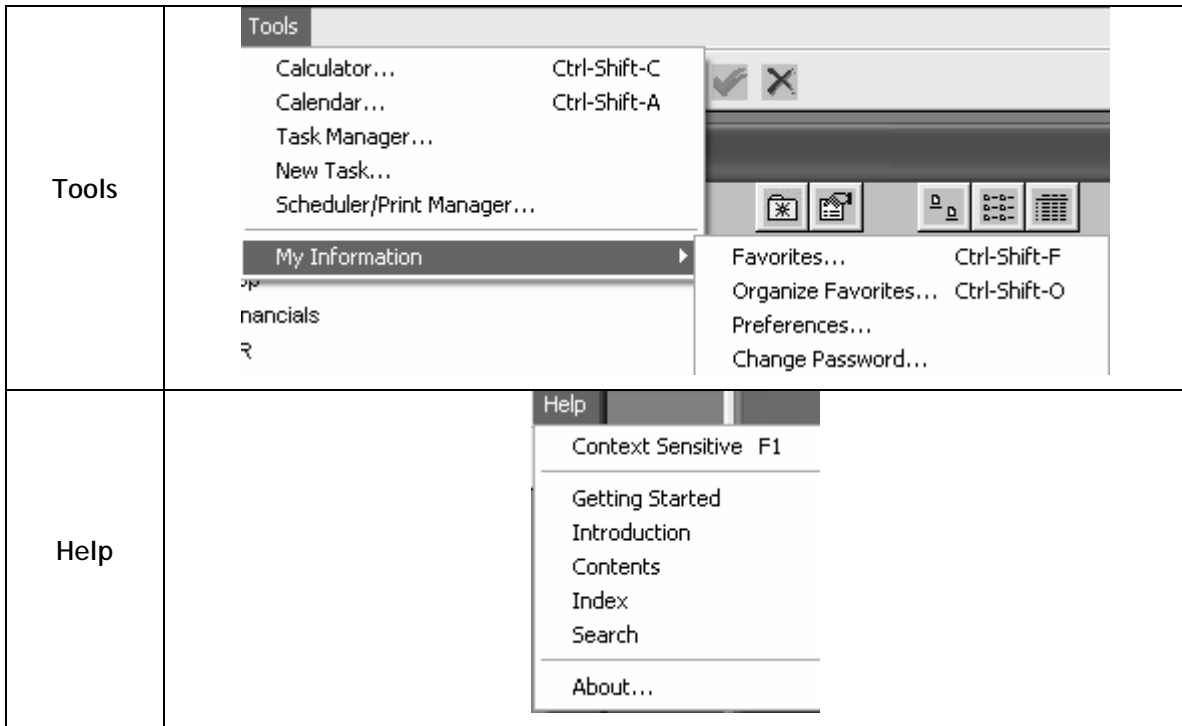 Tools
Tools
Calculator... Ctrl-Shift-C
Calendar... Ctrl-Shift-A
Task Manager...
New Task...
Scheduler/Print Manager...
My Information
Favorites... Ctrl-Shift-F
Organize Favorites... Ctrl-Shift-O
Preferences...
Change Password...
nancials
R
Help
Help
Context Sensitive F1
Getting Started
Introduction
Contents
Index
Search
About...